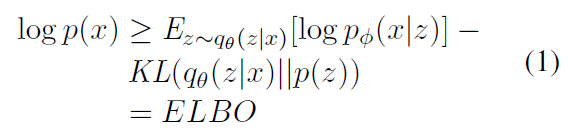 log p(x) ≥ E_{z∼q_θ(z|x)}[log p_ϕ(x|z)] −
KL(q_θ(z|x)||p(z)) (1)
= ELBO